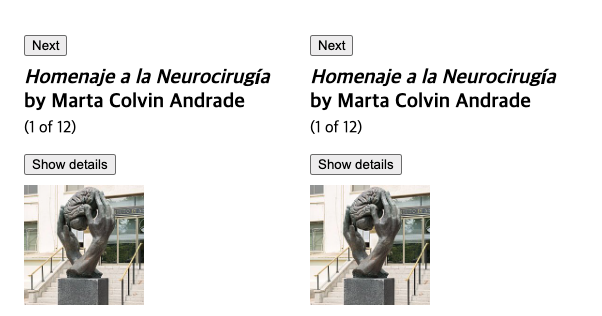 Next
Homenaje a la Neurocirugía
by Marta Colvin Andrade
(1 of 12)
Show details
Next
Homenaje a la Neurocirugía
by Marta Colvin Andrade
(1 of 12)
Show details